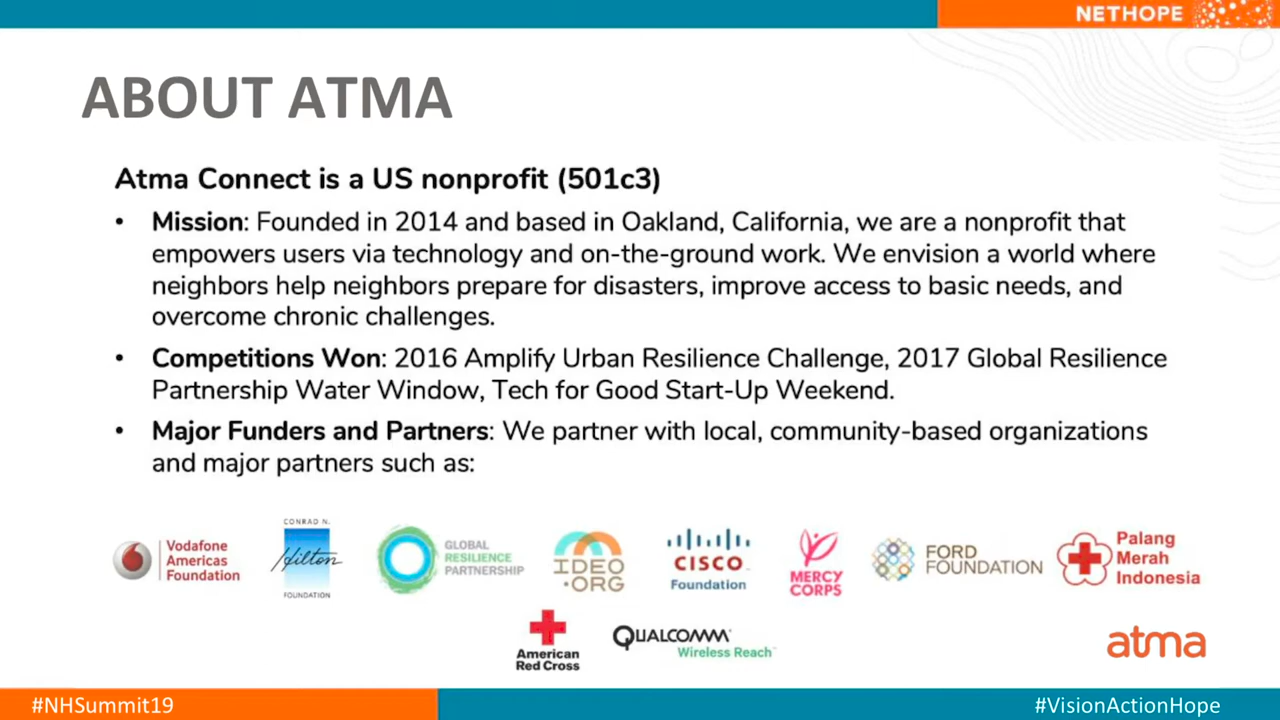 NETHOPE
ABOUT ATMA
Atma Connect is a US nonprofit (501c3)
• Mission: Founded in 2014 and based in Oakland, California, we are a nonprofit that
empowers users via technology and on-the-ground work. We envision a world where
neighbors help neighbors prepare for disasters, improve access to basic needs, and
overcome chronic challenges.
• Competitions Won: 2016 Amplify Urban Resilience Challenge, 2017 Global Resilience
Partnership Water Window, Tech for Good Start-Up Weekend.
• Major Funders and Partners: We partner with local, community-based organizations
and major partners such as:
Vodafone
Americas
Foundation
CONRAD N.
Hilton
FOUNDATION
GLOBAL
RESILIENCE
PARTNERSHIP
IDEO
.ORG
CISCO
Foundation
MERCY
CORPS
FORD
FOUNDATION
Palang
Merah
Indonesia
American
Red Cross
QUALCOMM
Wireless Reach™
atma
#NHSummit19
#VisionActionHope